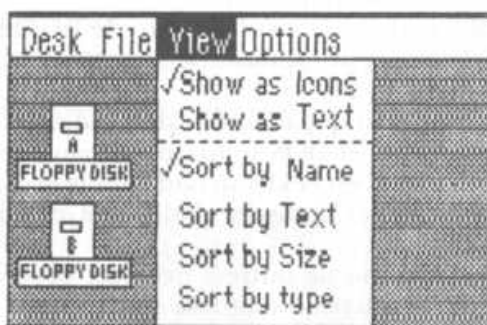 Desk File View Options
√Show as Icons
Show as Text
A
FLOPPY DISK
√Sort by Name
Sort by Text
B
FLOPPY DISK
Sort by Size
Sort by type